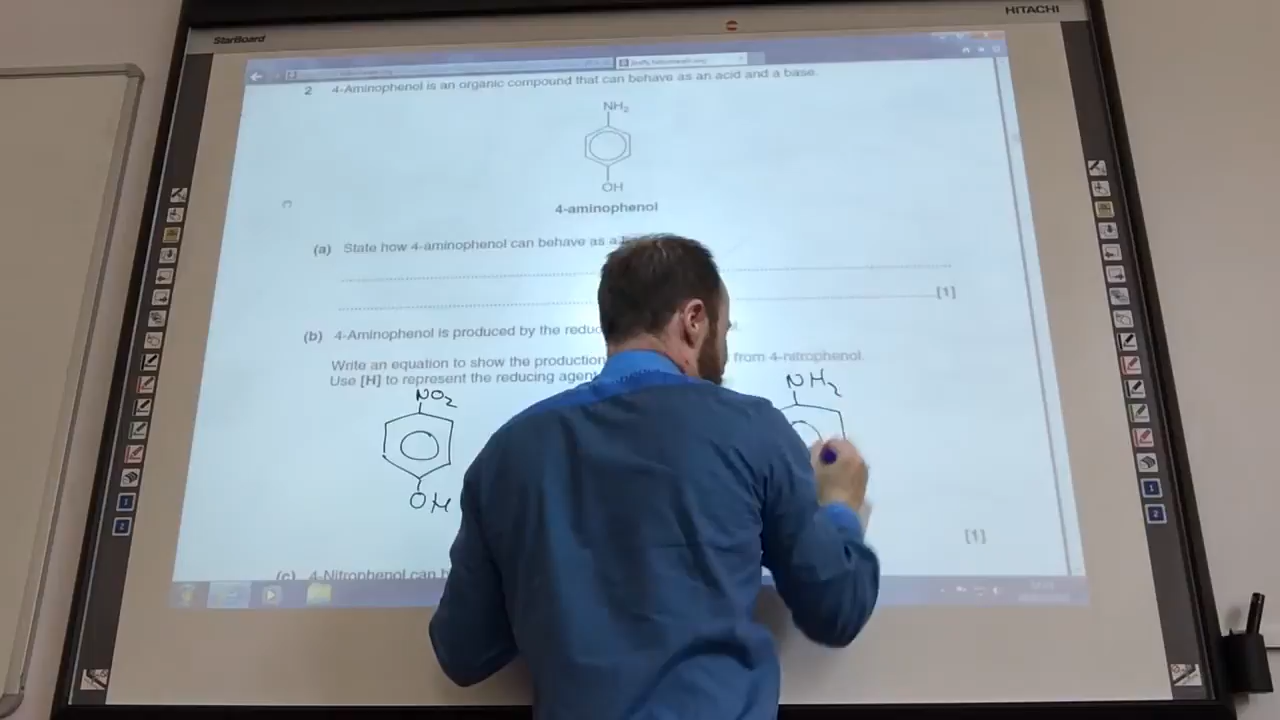 HITACHI
StarBoard
2 4-Aminophenol is an organic compound that can behave as an acid and a base.
NH2
OH
4-aminophenol
(a) State how 4-aminophenol can behave as a
[1]
(b) 4-Aminophenol is produced by the
Write an equation to show the production from 4-nitrophenol.
Use [H] to represent the reducing agent
NO2
NH2
OH
[1]
(c) 4-Nitrophenol can